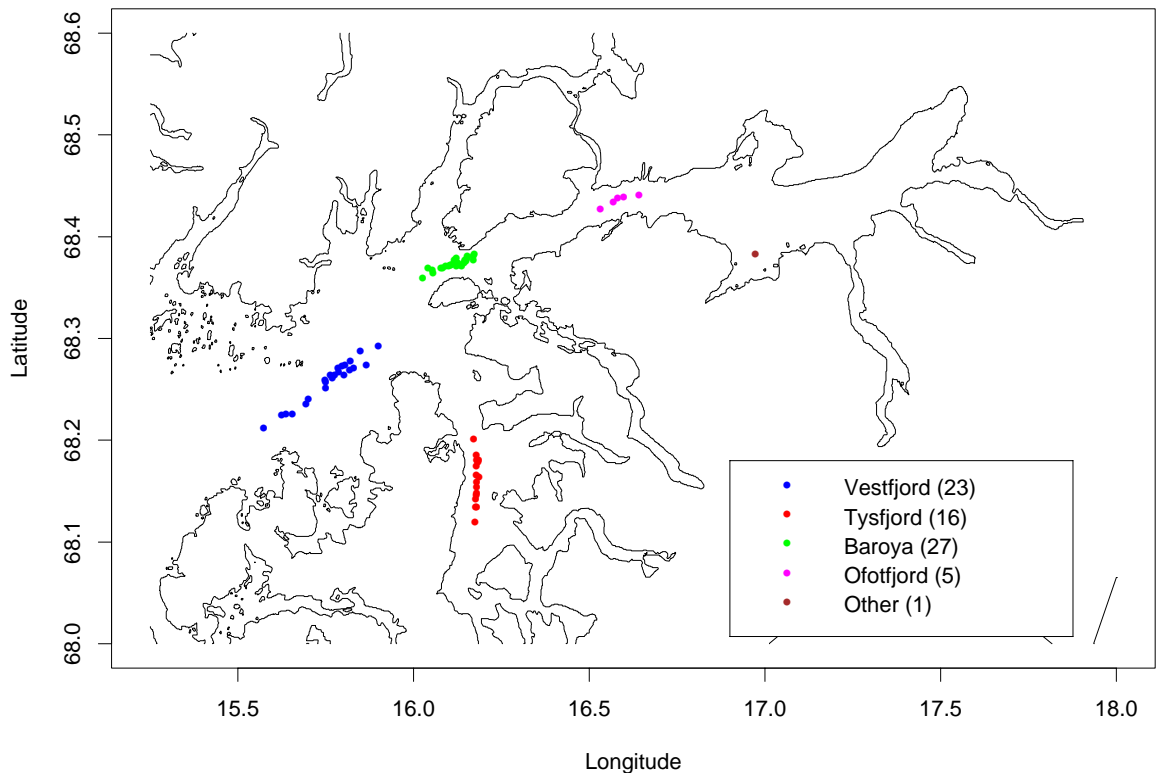 68.6
68.5
68.4
68.3
68.2
68.1
68.0
Latitude
Vestfjord (23)
Tysfjord (16)
Baroya (27)
Ofotfjord (5)
Other (1)
15.5 16.0 16.5 17.0 17.5 18.0
Longitude